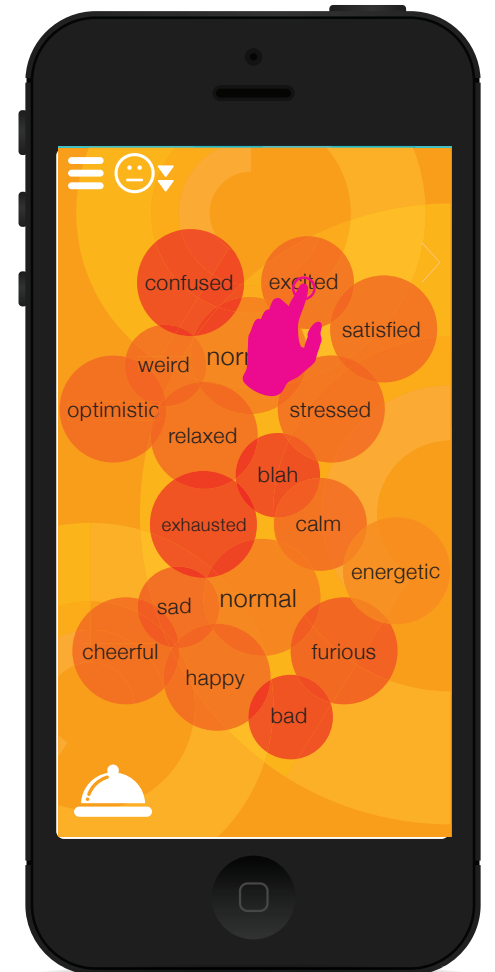 confused
excited
satisfied
weird
optimistic
stressed
relaxed
blah
exhausted
calm
energetic
normal
sad
cheerful
furious
happy
bad